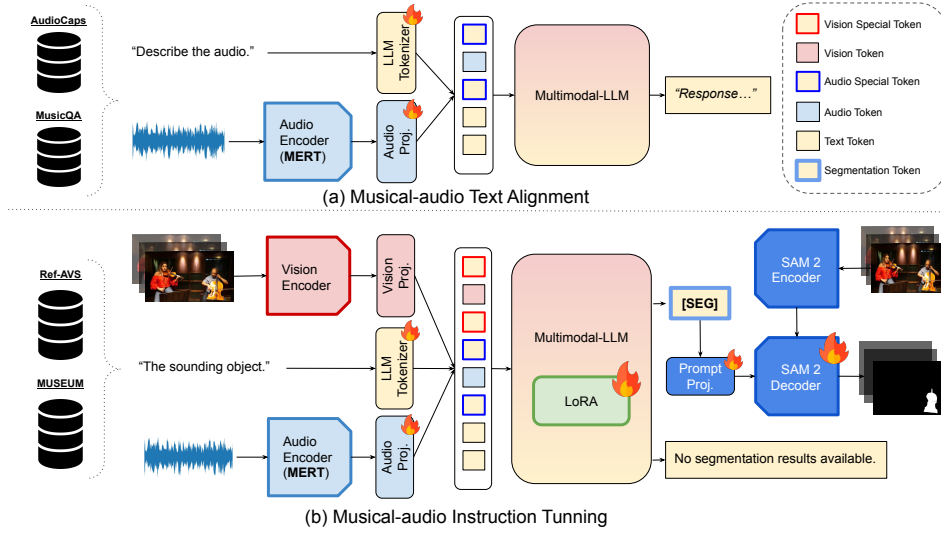 AudioCaps
MusicQA
“Describe the audio.”
LLM
Tokenizer
Audio
Encoder
(MERT)
Audio
Proj.
Multimodal-LLM
“Response…”
Vision Special Token
Vision Token
Audio Special Token
Audio Token
Text Token
Segmentation Token
(a) Musical-audio Text Alignment
Ref-AVS
MUSEUM
Vision
Encoder
Vision
Proj.
“The sounding object.”
LLM
Tokenizer
Audio
Encoder
(MERT)
Audio
Proj.
Multimodal-LLM
LoRA
[SEG]
Prompt
Proj.
SAM 2
Encoder
SAM 2
Decoder
No segmentation results available.
(b) Musical-audio Instruction Tunning